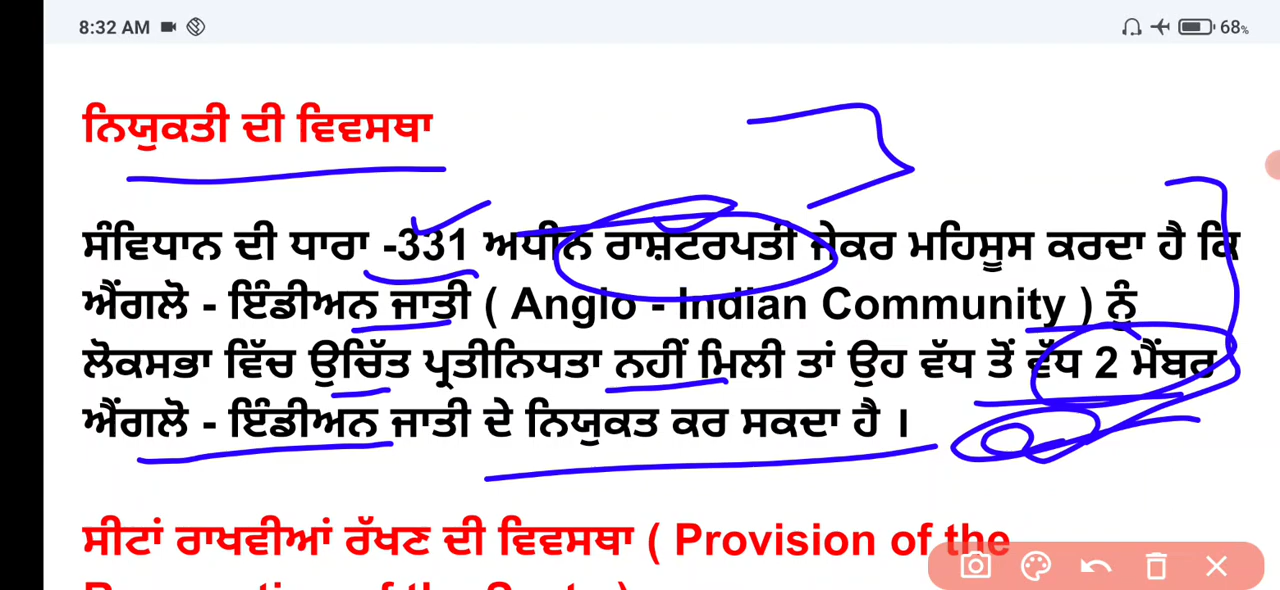 8:32 AM 68%
ਨਿਯੁਕਤੀ ਦੀ ਵਿਵਸਥਾ
ਸੰਵਿਧਾਨ ਦੀ ਧਾਰਾ -331 ਅਧੀਨ ਰਾਸ਼ਟਰਪਤੀ ਜੇਕਰ ਮਹਿਸੂਸ ਕਰਦਾ ਹੈ ਕਿ
ਐਂਗਲੋ - ਇੰਡੀਅਨ ਜਾਤੀ ( Anglo - Indian Community ) ਨੂੰ
ਲੋਕਸਭਾ ਵਿੱਚ ਉਚਿੱਤ ਪ੍ਰਤੀਨਿਧਤਾ ਨਹੀਂ ਮਿਲੀ ਤਾਂ ਉਹ ਵੱਧ ਤੋਂ ਵੱਧ 2 ਮੈਂਬਰ
ਐਂਗਲੋ - ਇੰਡੀਅਨ ਜਾਤੀ ਦੇ ਨਿਯੁਕਤ ਕਰ ਸਕਦਾ ਹੈ ।
ਸੀਟਾਂ ਰਾਖਵੀਆਂ ਰੱਖਣ ਦੀ ਵਿਵਸਥਾ ( Provision of the